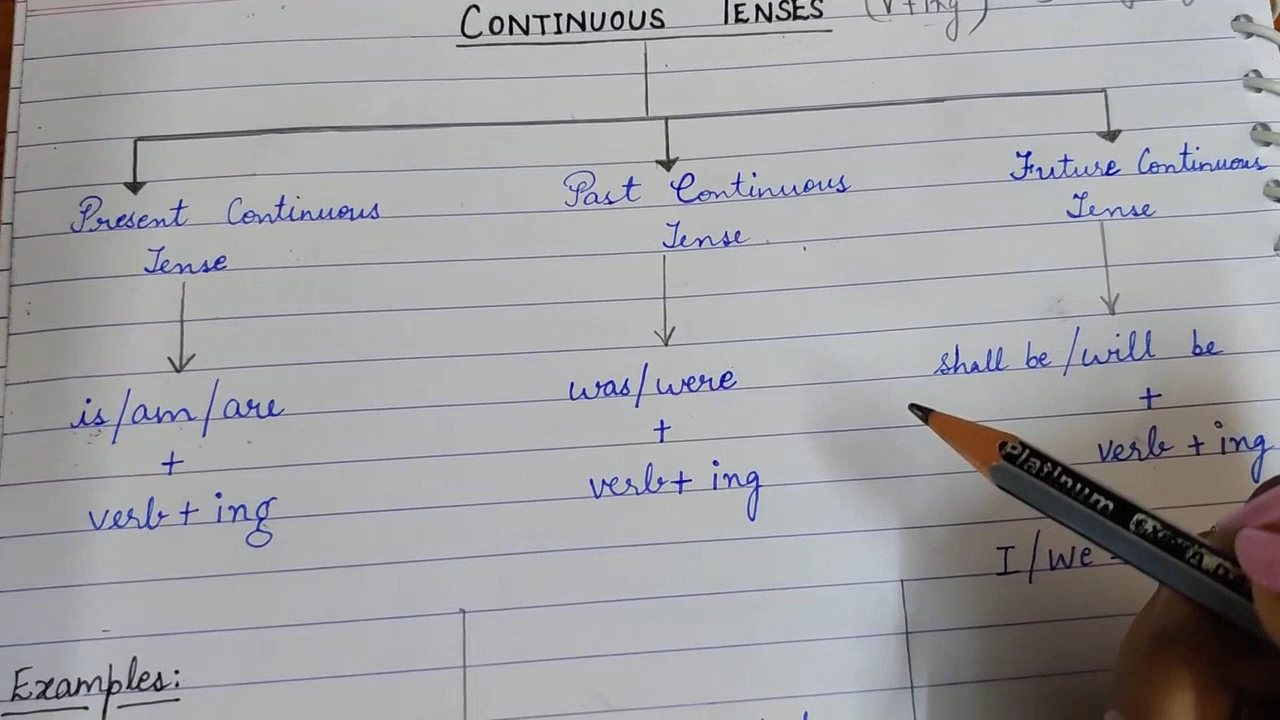 CONTINUOUS TENSES (V+ing)
Present Continuous
Tense
Past Continuous
Tense
Future Continuous
Tense
is/am/are
+
verb + ing
was/were
+
verb + ing
shall be/will be
+
verb + ing
I/We
Platinum
Examples: